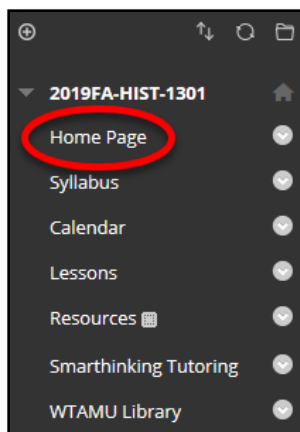 2019FA-HIST-1301
Home Page
Syllabus
Calendar
Lessons
Resources
Smarthinking Tutoring
WTAMU Library